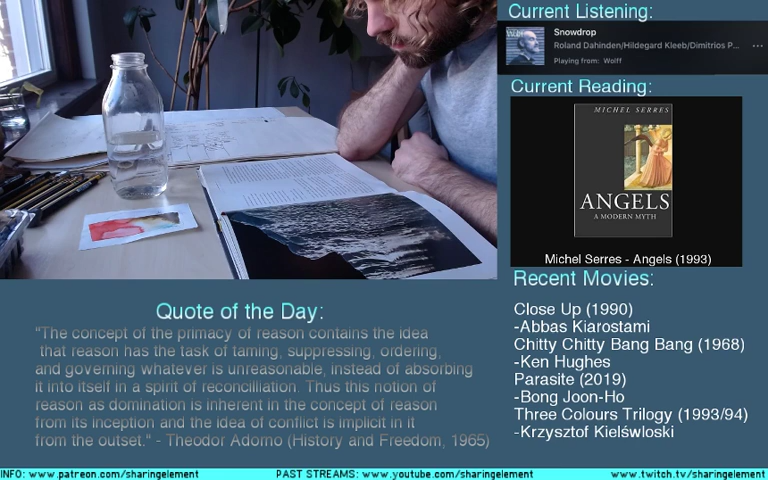 Current Listening:
Snowdrop
Roland Dahinden/Hildegard Kleeb/Dimitrios P...
Playing from: Wolff
Current Reading:
MICHEL SERRES
ANGELS
A MODERN MYTH
Michel Serres - Angels (1993)
Recent Movies:
Close Up (1990)
-Abbas Kiarostami
Chitty Chitty Bang Bang (1968)
-Ken Hughes
Parasite (2019)
-Bong Joon-Ho
Three Colours Trilogy (1993/94)
-Krzysztof Kielśwloski
Quote of the Day:
"The concept of the primacy of reason contains the idea
that reason has the task of taming, suppressing, ordering,
and governing whatever is unreasonable, instead of absorbing
it into itself in a spirit of reconcilliation. Thus this notion of
reason as domination is inherent in the concept of reason
from its inception and the idea of conflict is implicit in it
from the outset." - Theodor Adorno (History and Freedom, 1965)
INFO: www.patreon.com/sharingelement
PAST STREAMS: www.youtube.com/sharingelement
www.twitch.tv/sharingelement